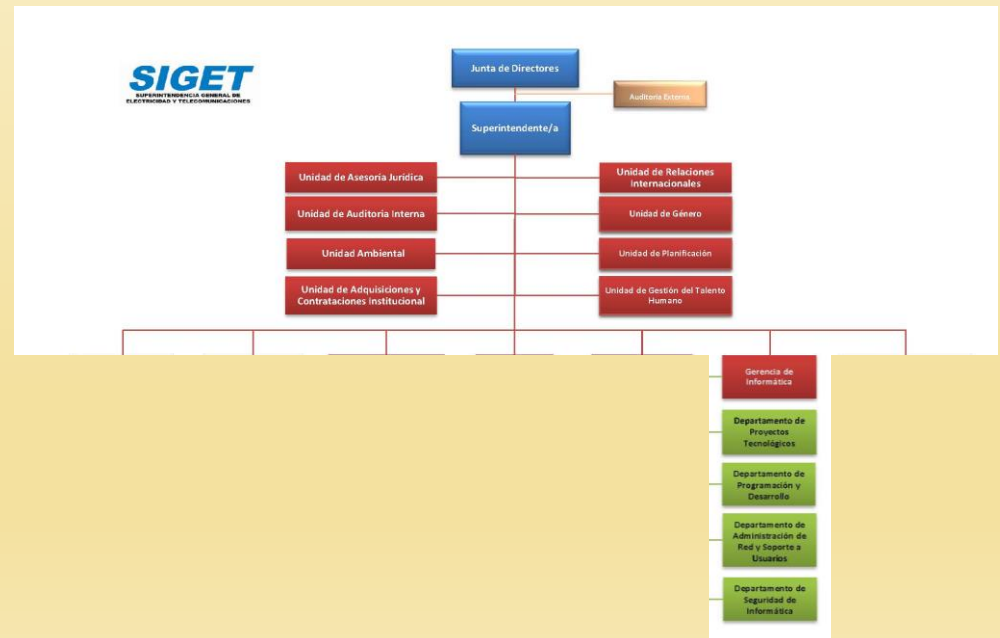 SIGET
SUPERINTENDENCIA GENERAL DE
ELECTRICIDAD Y TELECOMUNICACIONES
Junta de Directores
Auditoria Externa
Superintendente/a
Unidad de Asesoría Jurídica
Unidad de Relaciones
Internacionales
Unidad de Auditoria Interna
Unidad de Género
Unidad Ambiental
Unidad de Planificación
Unidad de Adquisiciones y
Contrataciones Institucional
Unidad de Gestión del Talento
Humano
Gerencia de
Informática
Departamento de
Proyectos
Tecnológicos
Departamento de
Programación y
Desarrollo
Departamento de
Administración de
Red y Soporte a
Usuarios
Departamento de
Seguridad de
Informática